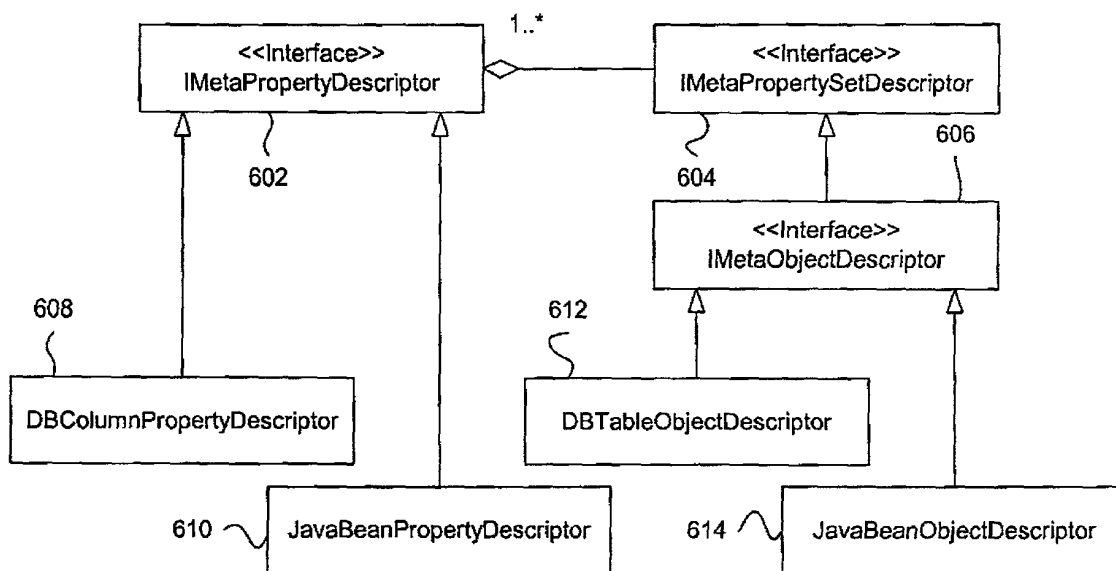 1..*
<<Interface>>
IMetaPropertyDescriptor
<<Interface>>
IMetaPropertySetDescriptor
602
604
606
<<Interface>>
IMetaObjectDescriptor
608
612
DBColumnPropertyDescriptor
DBTableObjectDescriptor
610
JavaBeanPropertyDescriptor
614
JavaBeanObjectDescriptor